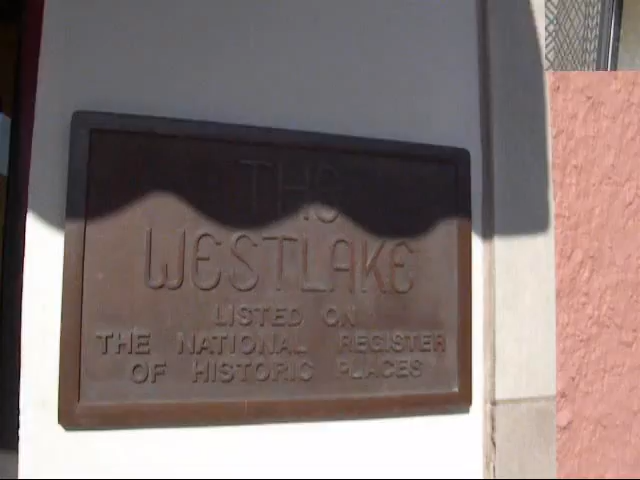 THE
WESTLAKE
LISTED ON
THE NATIONAL REGISTER
OF HISTORIC PLACES